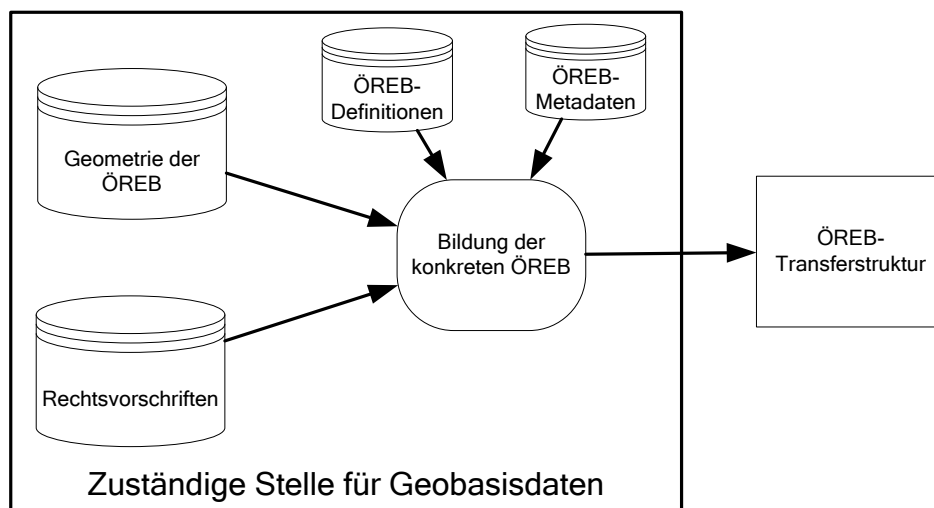 ÖREB-
Definitionen
ÖREB-
Metadaten
Geometrie der
ÖREB
Bildung der
konkreten ÖREB
ÖREB-
Transferstruktur
Rechtsvorschriften
Zuständige Stelle für Geobasisdaten